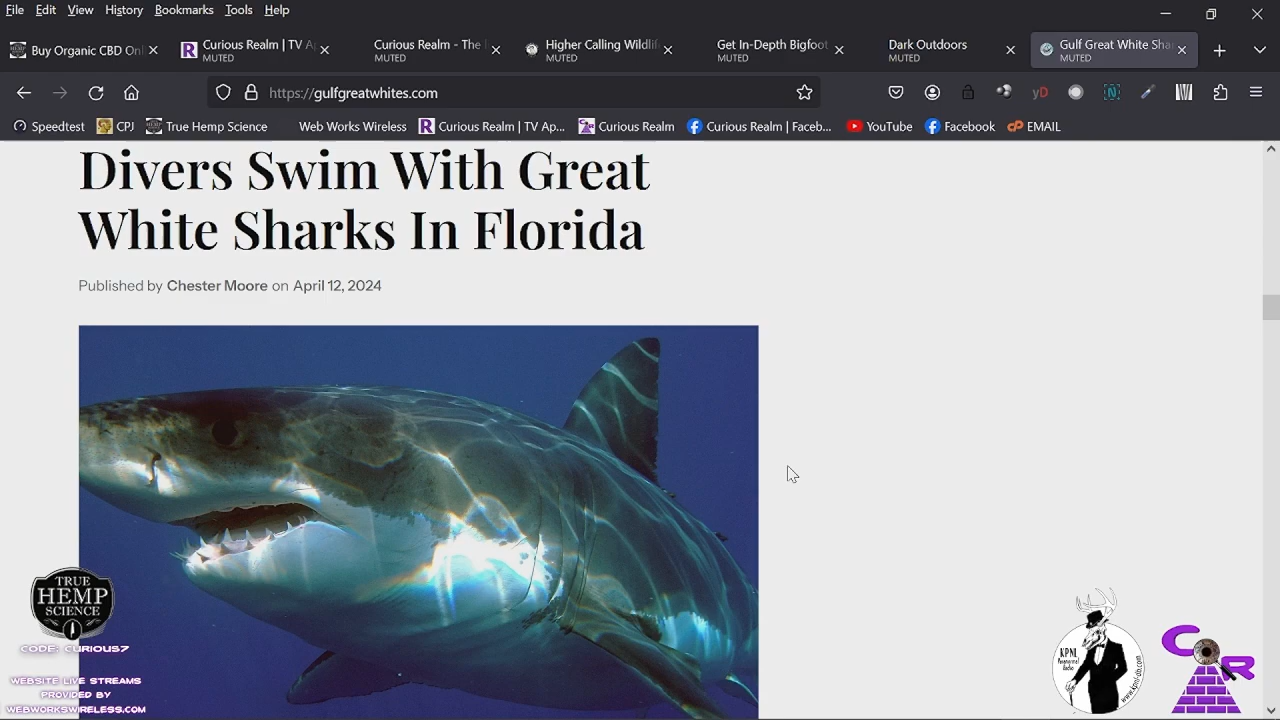 File Edit View History Bookmarks Tools Help
Buy Organic CBD Onl
Curious Realm | TV A
MUTED
Curious Realm - The
MUTED
Higher Calling Wildlif
MUTED
Get In-Depth Bigfoot
MUTED
Dark Outdoors
MUTED
Gulf Great White Sha
MUTED
https://gulfgreatwhites.com
yD
N
Speedtest CPJ True Hemp Science Web Works Wireless Curious Realm | TV Ap... Curious Realm Curious Realm | Faceb... YouTube Facebook EMAIL
Divers Swim With Great
White Sharks In Florida
Published by Chester Moore on April 12, 2024
TRUE
HEMP
SCIENCE
CODE: CURIOUS7
WEBSITE LIVE STREAMS
PROVIDED BY
WEBWORKSWIRELESS.COM
KPNL
Paranormal
Radio
C R